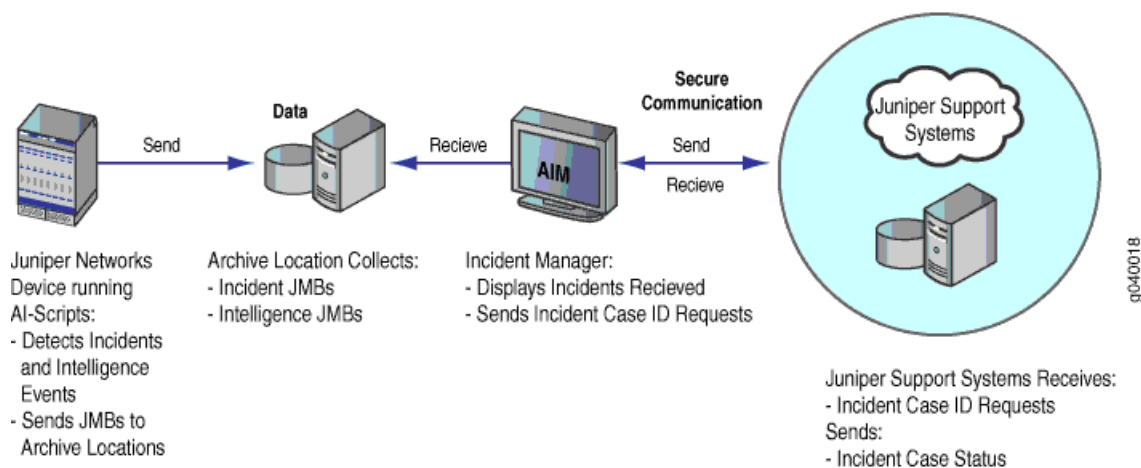 Secure
Communication
Data
Send
Recieve
AIM
Send
Recieve
Juniper Support
Systems
Juniper Networks
Device running
AI-Scripts:
- Detects Incidents
and Intelligence
Events
- Sends JMBs to
Archive Locations
Archive Location Collects:
- Incident JMBs
- Intelligence JMBs
Incident Manager:
- Displays Incidents Recieved
- Sends Incident Case ID Requests
Juniper Support Systems Receives:
- Incident Case ID Requests
Sends:
- Incident Case Status
g040018